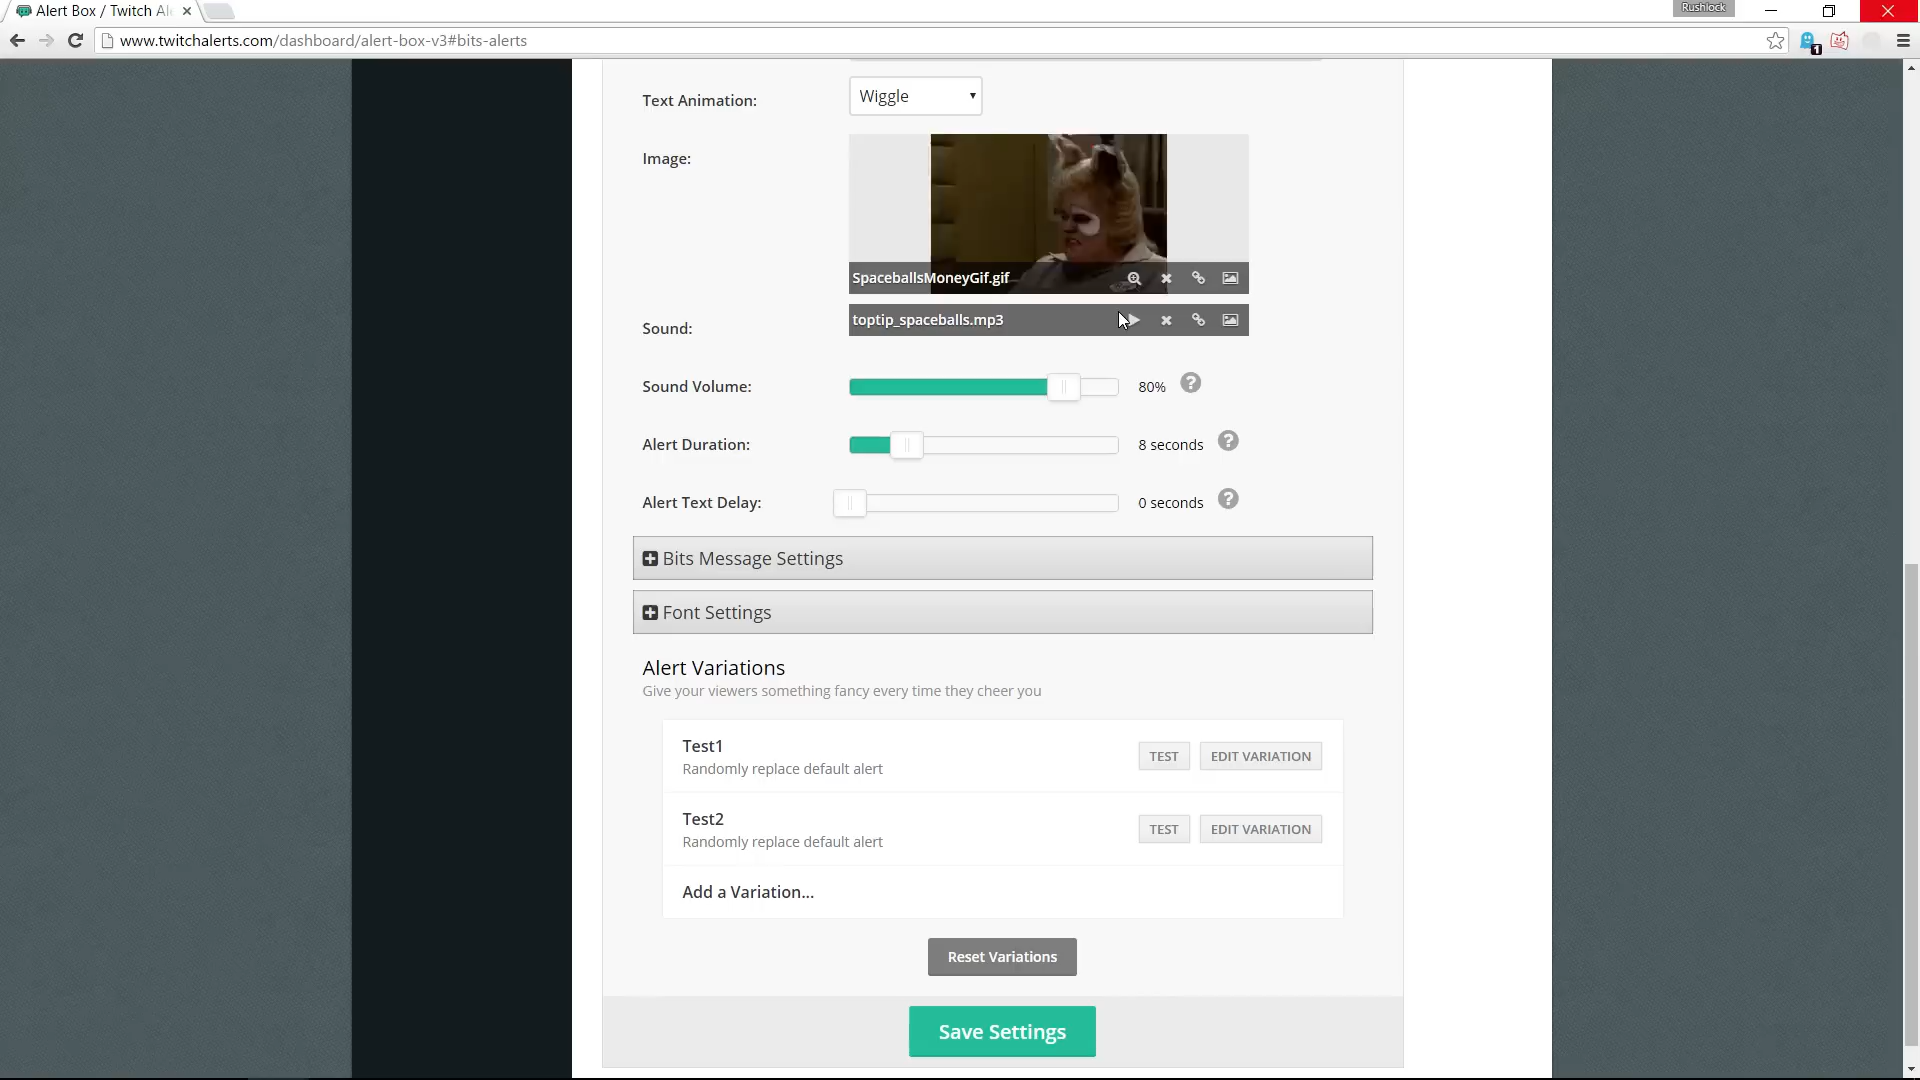 Alert Box / Twitch Al
Rushlock
www.twitchalerts.com/dashboard/alert-box-v3#bits-alerts
1
Text Animation:
Wiggle
Image:
SpaceballsMoneyGif.gif
Sound:
toptip_spaceballs.mp3
Sound Volume:
80%
Alert Duration:
8 seconds
Alert Text Delay:
0 seconds
Bits Message Settings
Font Settings
Alert Variations
Give your viewers something fancy every time they cheer you
Test1
Randomly replace default alert
TEST
EDIT VARIATION
Test2
Randomly replace default alert
TEST
EDIT VARIATION
Add a Variation...
Reset Variations
Save Settings